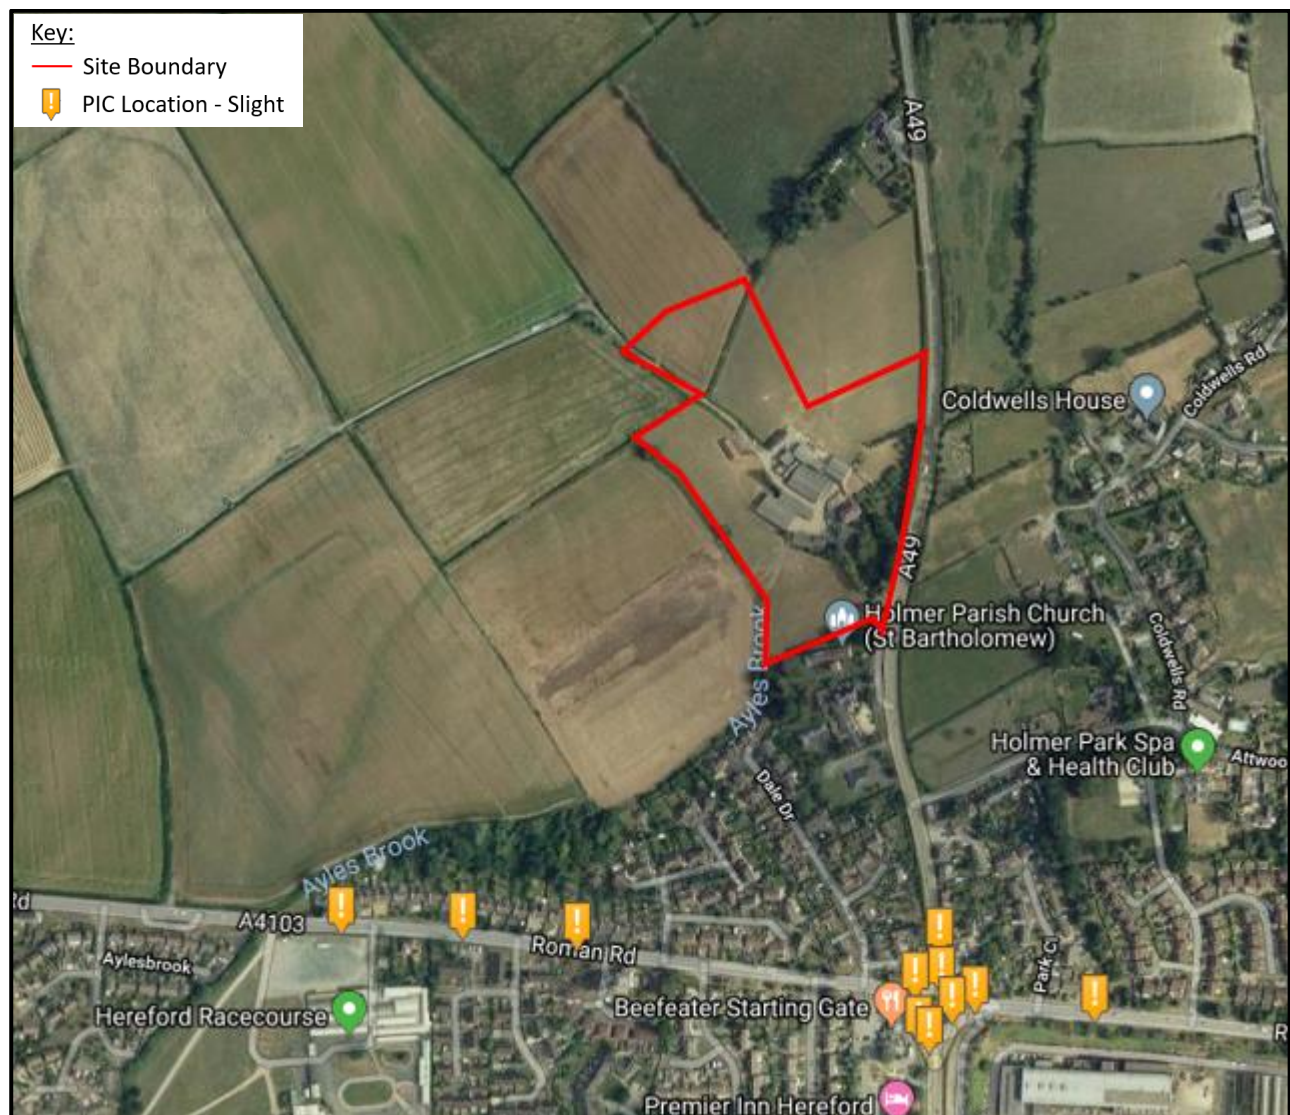 Key:
Site Boundary
PIC Location - Slight
A49
Coldwells House
Coldwells Rd
A49
Holmer Parish Church
(St Bartholomew)
Ayles Brook
Coldwells Rd
Holmer Park Spa
& Health Club
Attwoo
Dale Dr
Ayles Brook
Rd
A4103
Roman Rd
Aylesbrook
Park Cl
Hereford Racecourse
Beefeater Starting Gate
R
Premier Inn Hereford